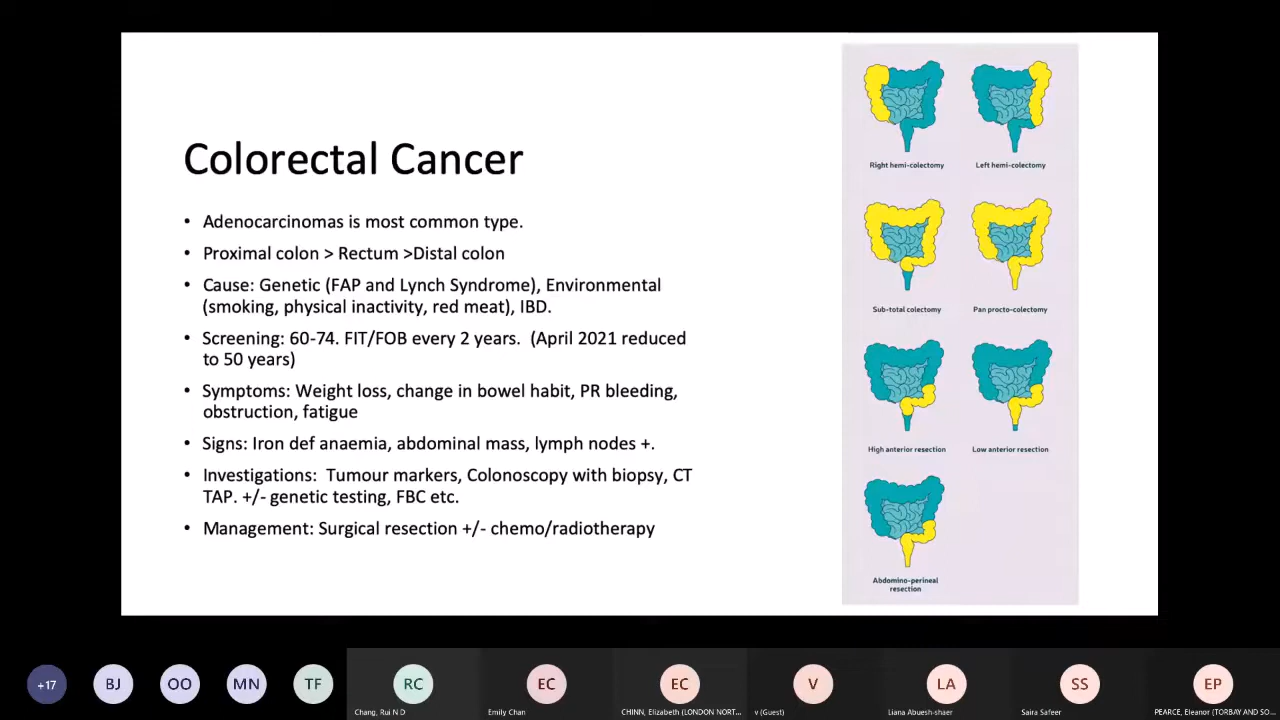 Colorectal Cancer
• Adenocarcinomas is most common type.
• Proximal colon > Rectum >Distal colon
• Cause: Genetic (FAP and Lynch Syndrome), Environmental
(smoking, physical inactivity, red meat), IBD.
• Screening: 60-74. FIT/FOB every 2 years.  (April 2021 reduced
to 50 years)
• Symptoms: Weight loss, change in bowel habit, PR bleeding,
obstruction, fatigue
• Signs: Iron def anaemia, abdominal mass, lymph nodes +.
• Investigations:  Tumour markers, Colonoscopy with biopsy, CT
TAP. +/- genetic testing, FBC etc.
• Management: Surgical resection +/- chemo/radiotherapy
Right hemi-colectomy
Left hemi-colectomy
Sub-total colectomy
Pan procto-colectomy
High anterior resection
Low anterior resection
Abdomino-perineal
resection
+17
BJ
OO
MN
TF
RC
EC
EC
V
LA
SS
EP
Chang, Rui N D
Emily Chan
CHINN, Elizabeth (LONDON NORT...
v (Guest)
Liana Abuesh-shaer
Saira Safeer
PEARCE, Eleanor (TORBAY AND SO...